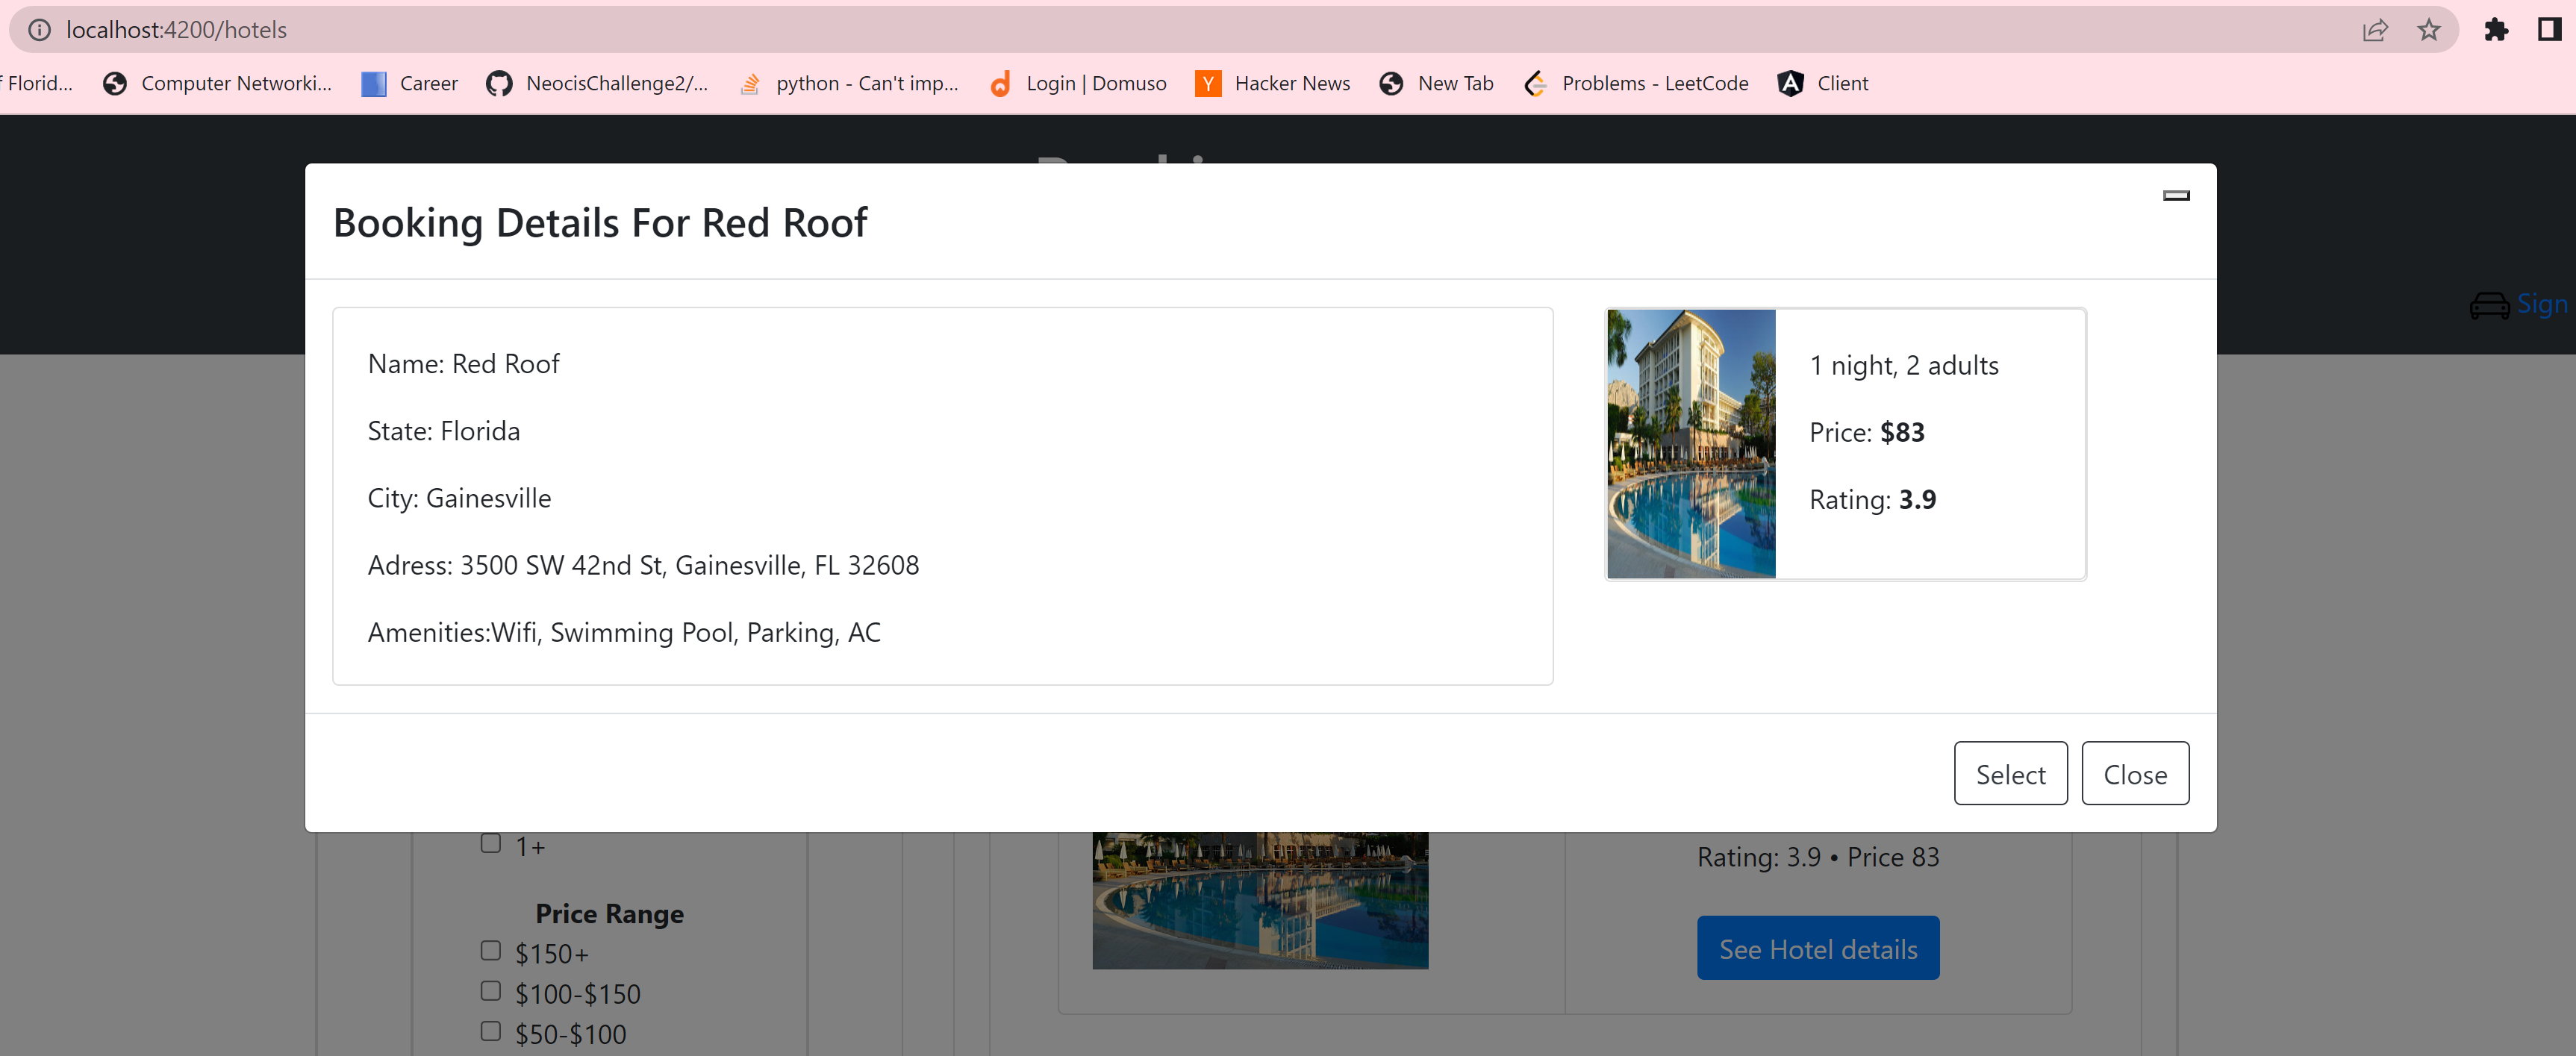 localhost:4200/hotels
f Florid... Computer Networki... Career NeocisChallenge2/... python - Can't imp... Login | Domuso Hacker News New Tab Problems - LeetCode Client
Booking Details For Red Roof
Sign
Name: Red Roof
State: Florida
City: Gainesville
Adress: 3500 SW 42nd St, Gainesville, FL 32608
Amenities:Wifi, Swimming Pool, Parking, AC
1 night, 2 adults
Price: $83
Rating: 3.9
Select Close
1+
Price Range
$150+
$100-$150
$50-$100
Rating: 3.9 • Price 83
See Hotel details